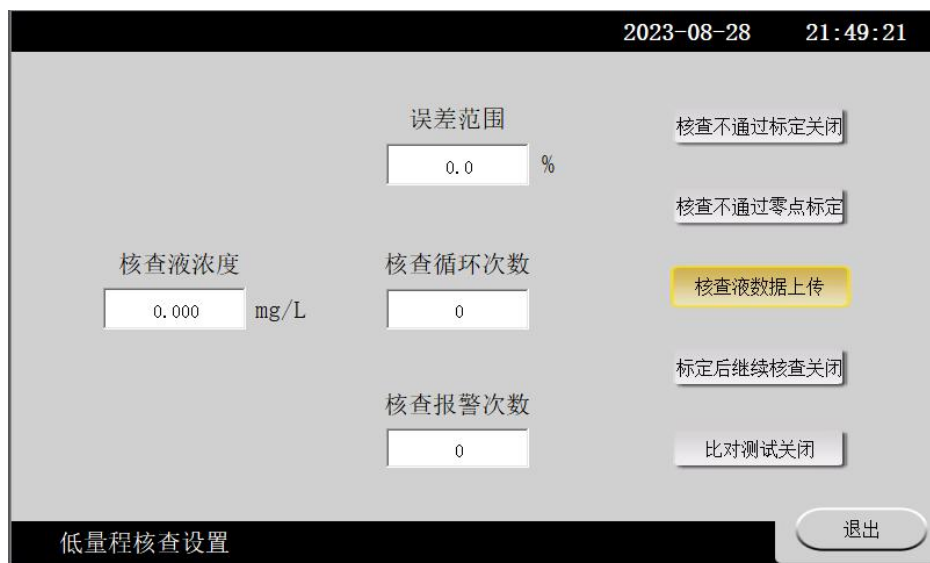 2023-08-28 21:49:21
误差范围
0.0 %
核查液浓度
0.000 mg/L
核查循环次数
0
核查报警次数
0
核查不通过标定关闭
核查不通过零点标定
核查液数据上传
标定后继续核查关闭
比对测试关闭
低量程核查设置
退出